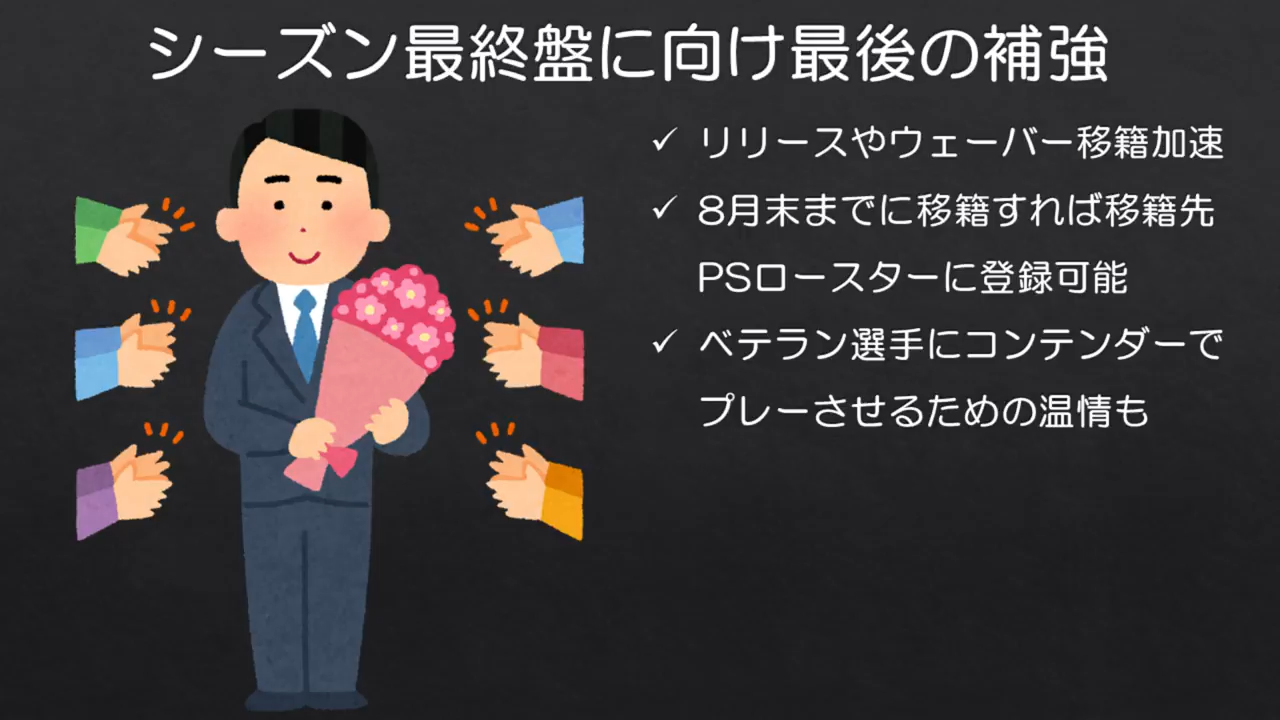 シーズン最終盤に向け最後の補強
✓ リリースやウェーバー移籍加速
✓ 8月末までに移籍すれば移籍先
PSロースターに登録可能
✓ ベテラン選手にコンテンダーで
プレーさせるための温情も